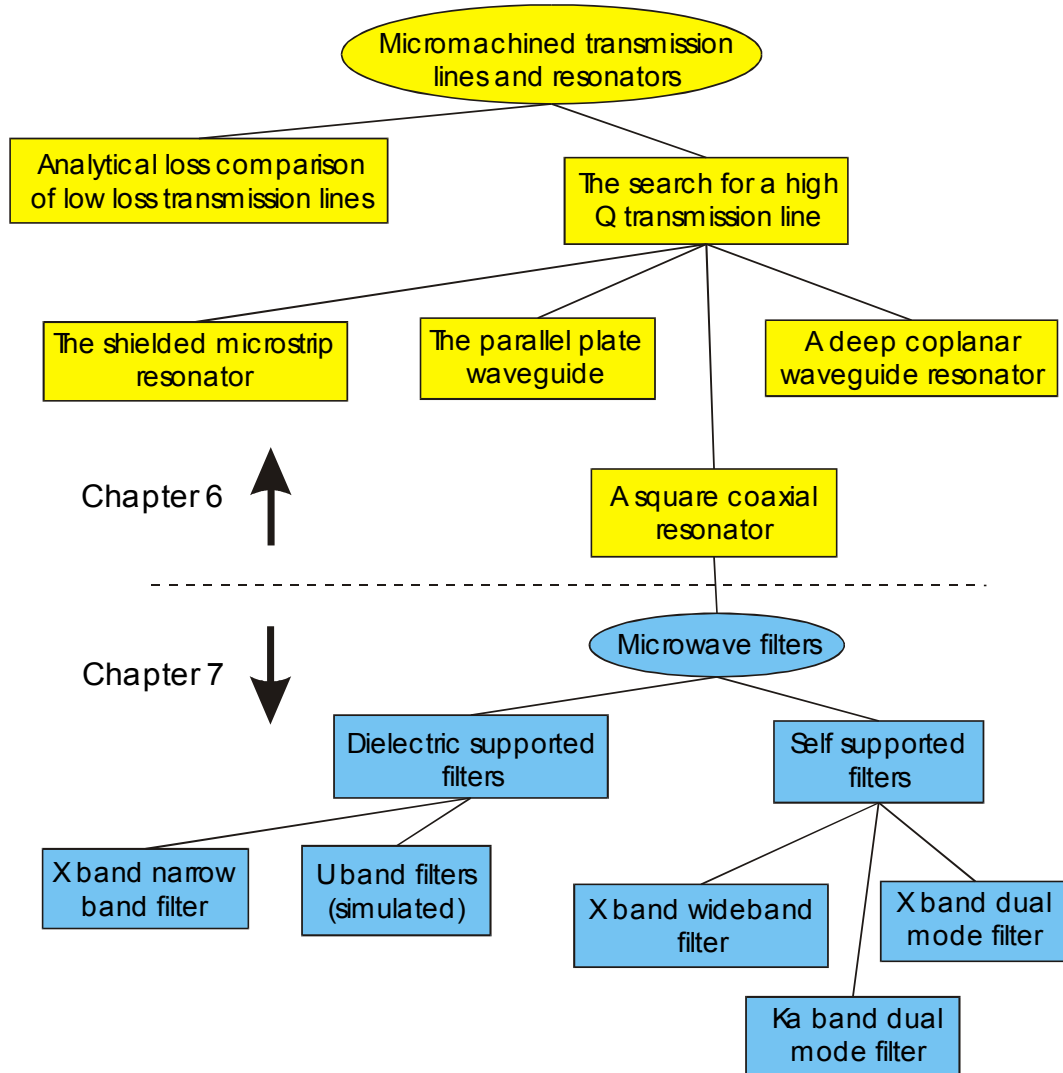 Micromachined transmission
lines and resonators
Analytical loss comparison
of low loss transmission lines
The search for a high
Q transmission line
The shielded microstrip
resonator
The parallel plate
waveguide
A deep coplanar
waveguide resonator
Chapter 6
A square coaxial
resonator
Microwave filters
Chapter 7
Dielectric supported
filters
Self supported
filters
X band narrow
band filter
U band filters
(simulated)
X band wideband
filter
X band dual
mode filter
Ka band dual
mode filter